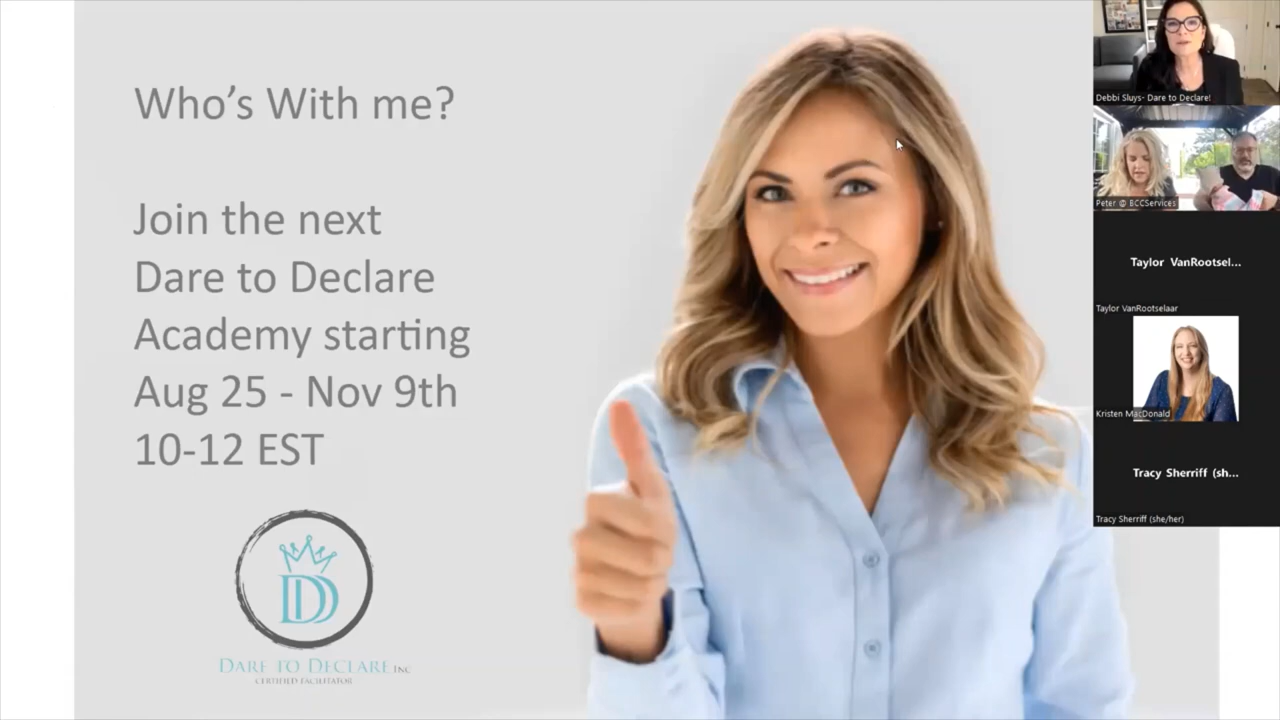 Who's With me?
Join the next
Dare to Declare
Academy starting
Aug 25 - Nov 9th
10-12 EST
DD
DARE TO DECLARE INC
CERTIFIED FACILITATOR
Debbi Sluys- Dare to Declare!
Peter @ BCCServices
Taylor VanRootsel...
Taylor VanRootselaar
Kristen MacDonald
Tracy Sherriff (sh...
Tracy Sherriff (she/her)